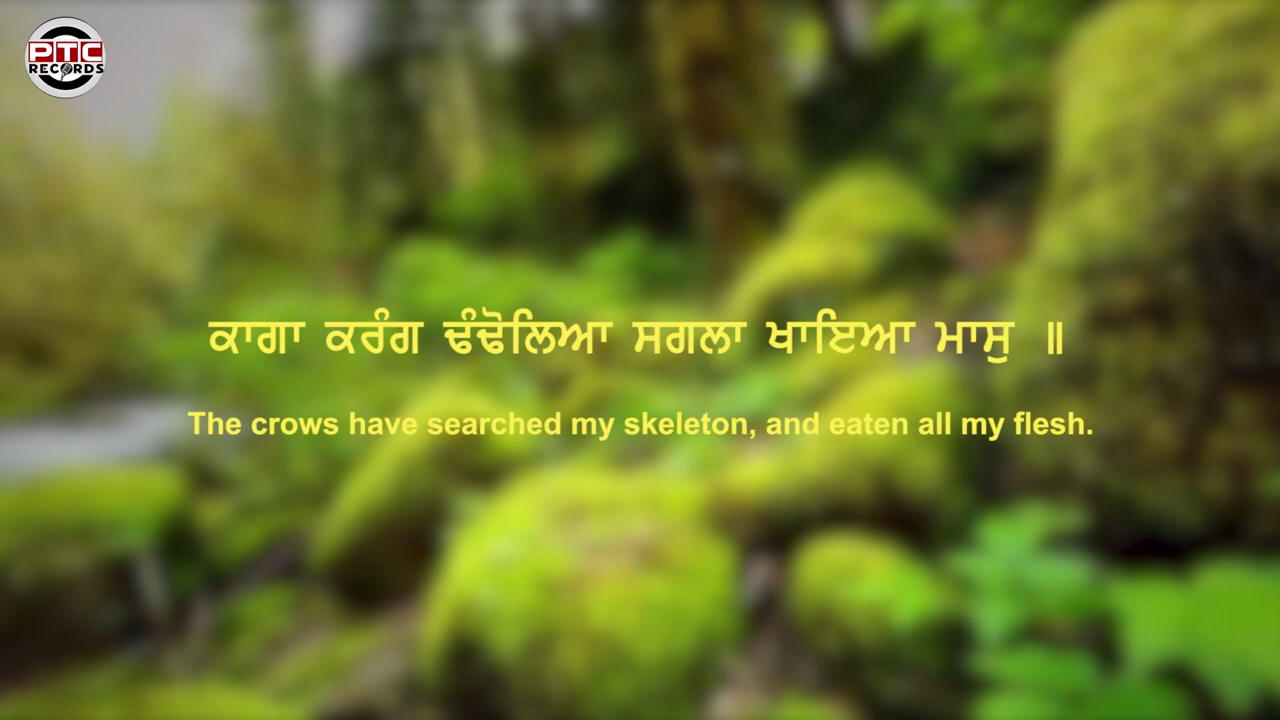 PTC
RECORDS
ਕਾਗਾ ਕਰੰਗ ਢੰਢੋਲਿਆ ਸਗਲਾ ਖਾਇਆ ਮਾਸੁ ॥
The crows have searched my skeleton, and eaten all my flesh.